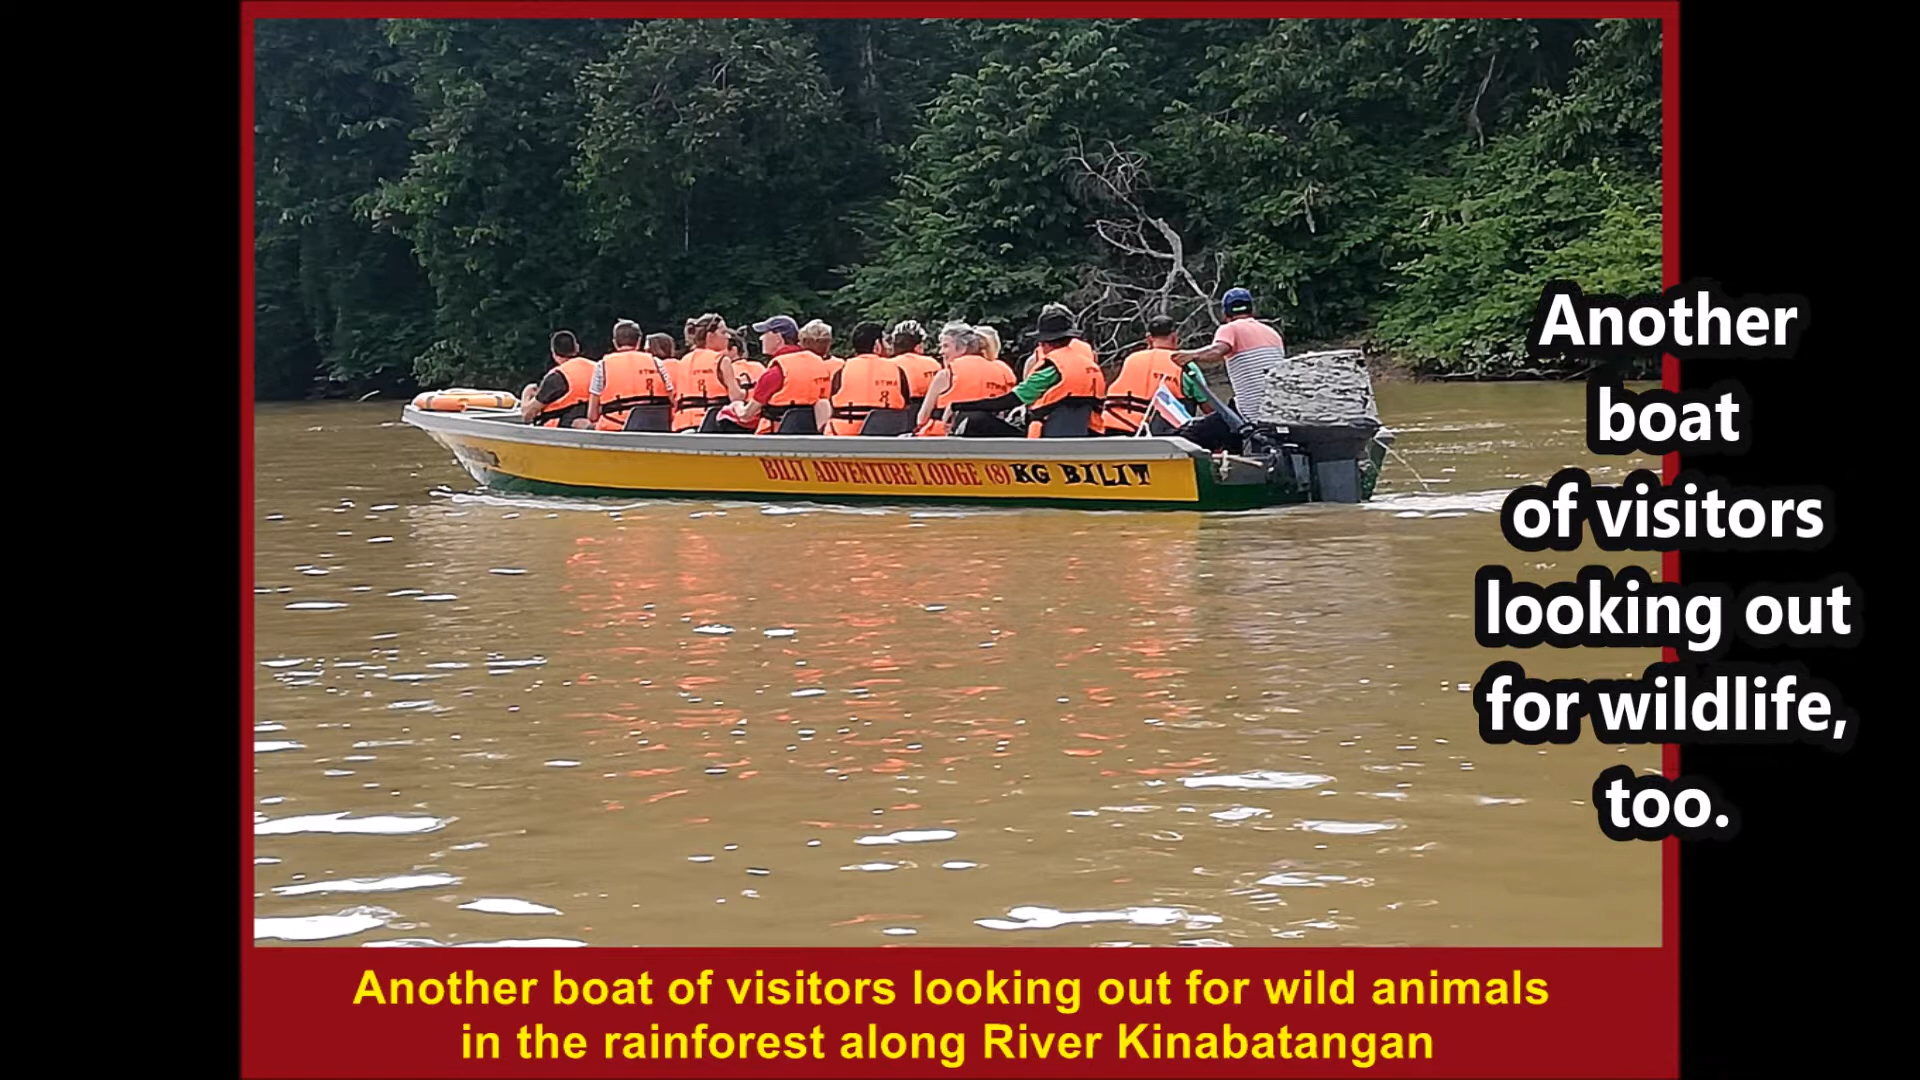 BILIT ADVENTURE LODGE (8) KG BILIT
Another
boat
of visitors
looking out
for wildlife,
too.
Another boat of visitors looking out for wild animals
in the rainforest along River Kinabatangan